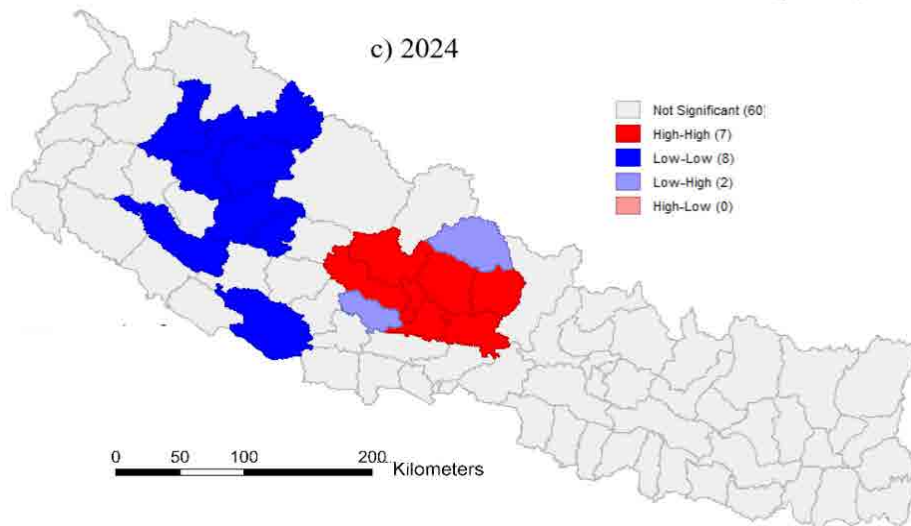 c) 2024
Not Significant (60)
High-High (7)
Low-Low (8)
Low-High (2)
High-Low (0)
0 50 100 200
Kilometers